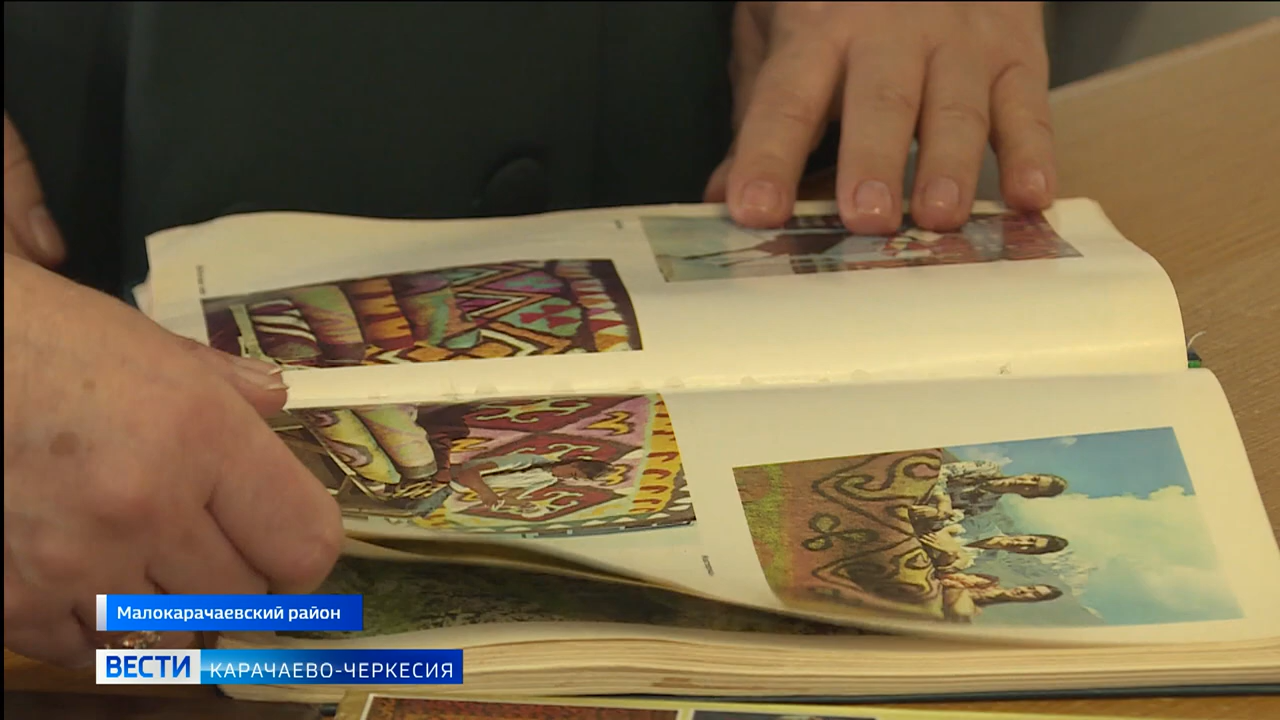 Малокарачаевский район
ВЕСТИ КАРАЧАЕВО-ЧЕРКЕСИЯ